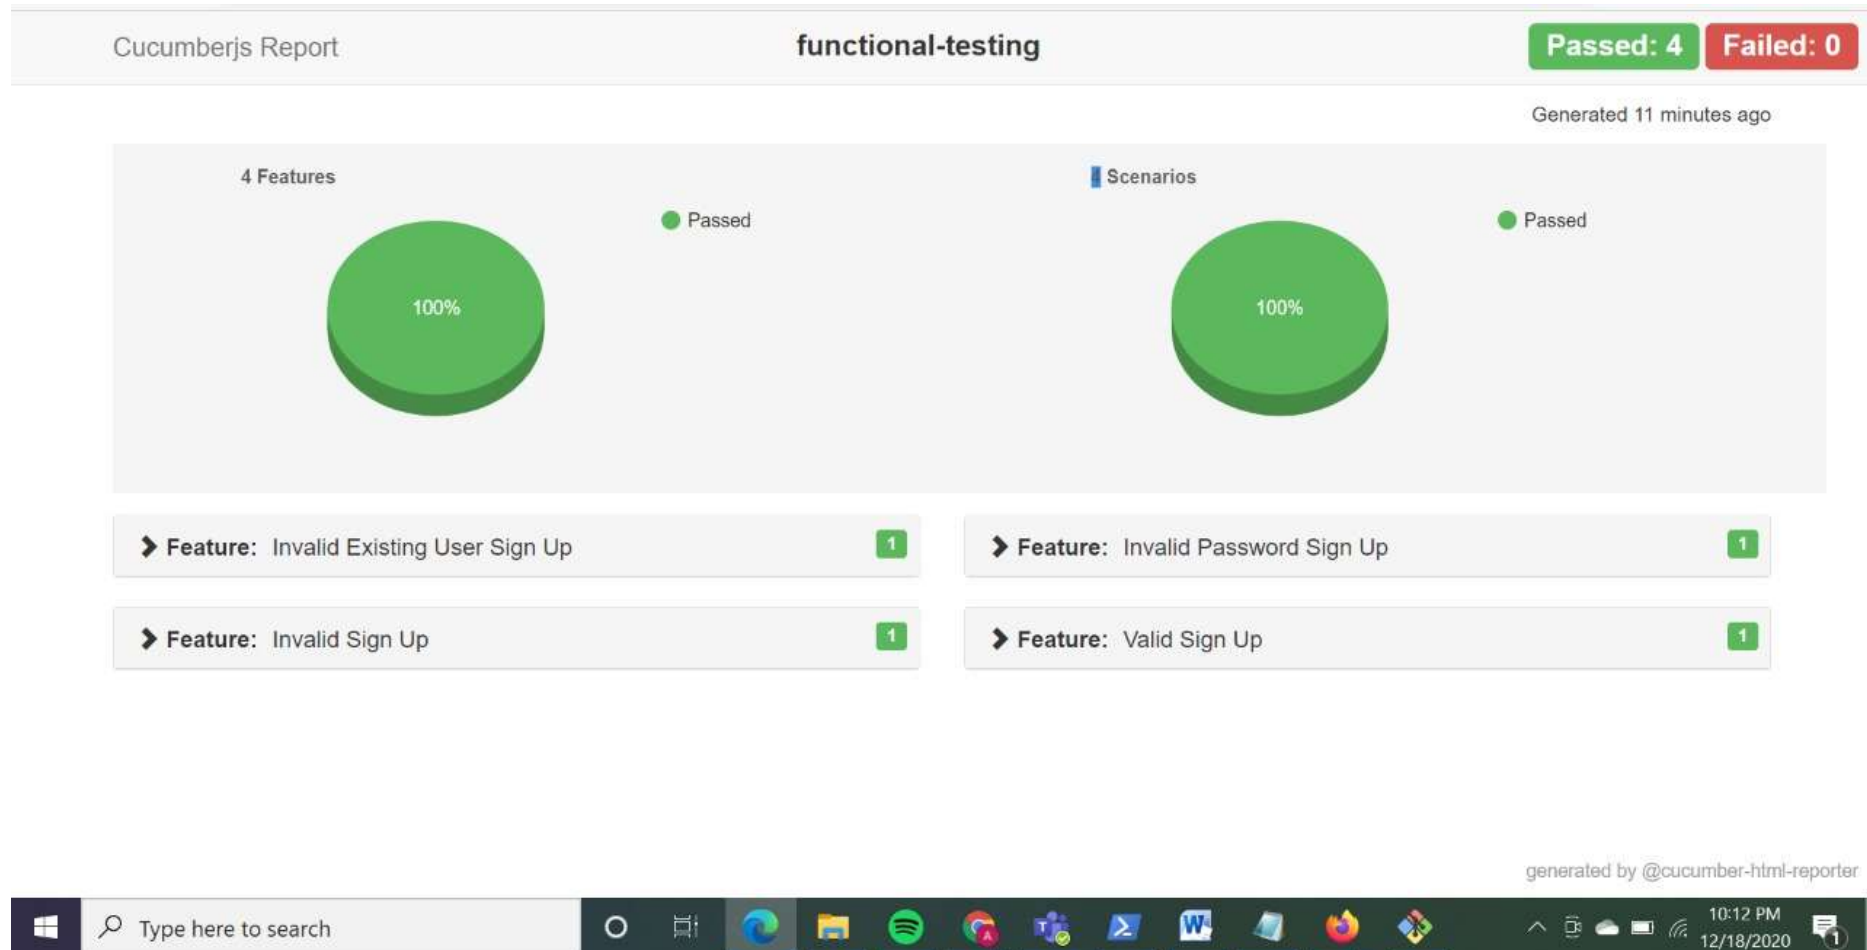 Cucumberjs Report
functional-testing
Passed: 4
Failed: 0
Generated 11 minutes ago
4 Features
Passed
100%
4 Scenarios
Passed
100%
Feature: Invalid Existing User Sign Up
1
Feature: Invalid Password Sign Up
1
Feature: Invalid Sign Up
1
Feature: Valid Sign Up
1
generated by @cucumber-html-reporter
Type here to search
10:12 PM
12/18/2020
1